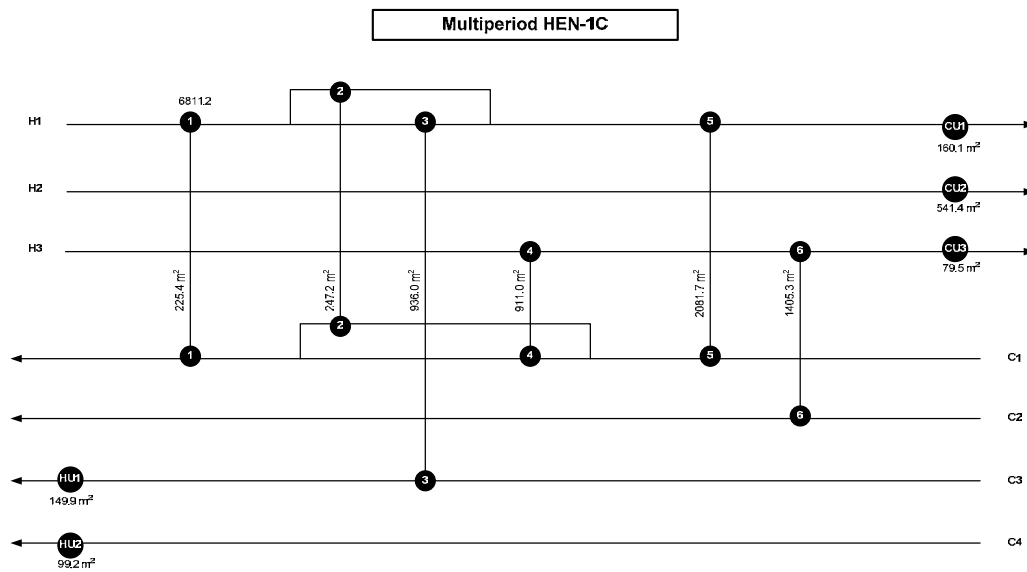 Multiperiod HEN-1C
6811.2
2
H1
1
3
5
CU1
160.1 m²
H2
CU2
541.4 m²
H3
4
6
CU3
79.5 m²
225.4 m²
247.2 m²
936.0 m²
911.0 m²
2081.7 m²
1405.3 m²
2
1
4
5
C1
6
C2
HU1
149.9 m²
3
C3
HU2
99.2 m²
C4